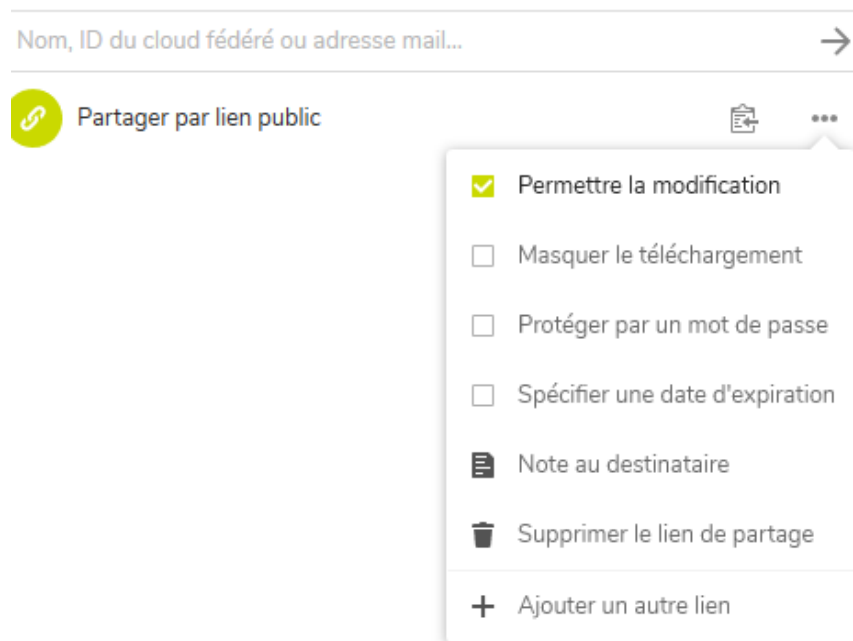 Nom, ID du cloud fédéré ou adresse mail...
Partager par lien public
Permettre la modification
Masquer le téléchargement
Protéger par un mot de passe
Spécifier une date d'expiration
Note au destinataire
Supprimer le lien de partage
Ajouter un autre lien